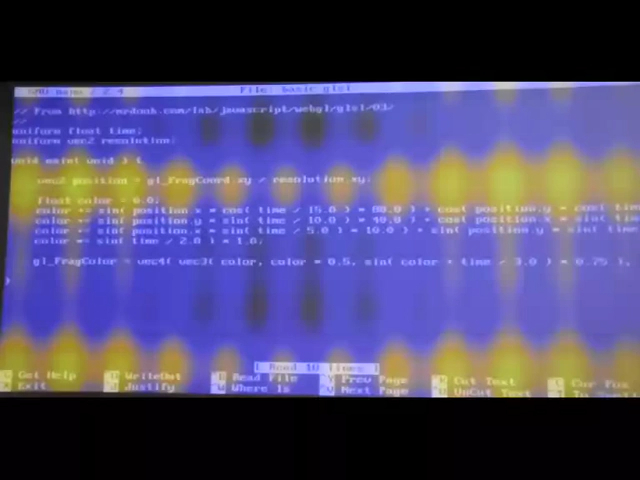 GNU nano 2.2.4 File: basic.glsl
// From http://mrdoob.com/lab/javascript/webgl/glsl/03/
//
uniform float time;
uniform vec2 resolution;
void main( void ) {
vec2 position = gl_FragCoord.xy / resolution.xy;
float color = 0.0;
color += sin( position.x * cos( time / 15.0 ) * 80.0 ) + cos( position.y * cos( time
color += sin( position.y * sin( time / 10.0 ) * 40.0 ) + cos( position.x * sin( time
color += sin( position.x * sin( time / 5.0 ) * 10.0 ) + sin( position.y * sin( time
color *= sin( time / 2.0 ) * 1.0;
gl_FragColor = vec4( vec3( color, color * 0.5, sin( color + time / 3.0 ) * 0.75 ),
}
[ Read 18 lines ]
Get Help WriteOut Read File Prev Page Cut Text Cur Pos
Exit Justify Where Is Next Page UnCut Text To Spell